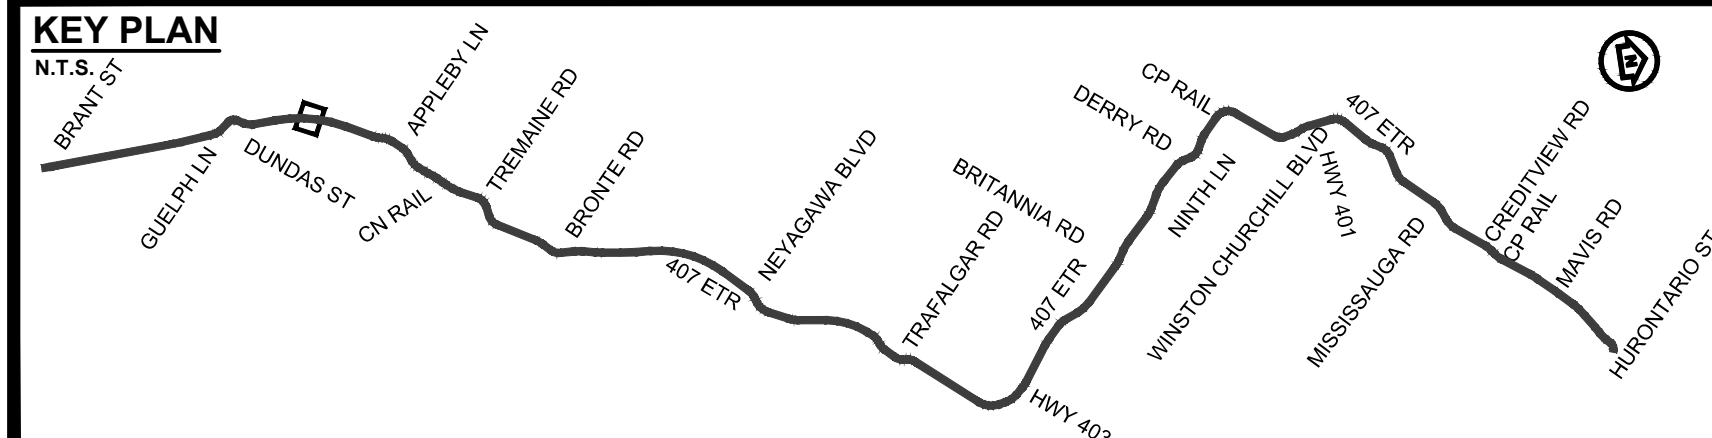 KEY PLAN
N.T.S.
BRANT ST
GUELPH LN
DUNDAS ST
APPLEBY LN
CN RAIL
TREMAINE RD
BRONTE RD
407 ETR
NEYAGAWA BLVD
TRAFALGAR RD
HWY 403
407 ETR
BRITANNIA RD
DERRY RD
CP RAIL
NINTH LN
WINSTON CHURCHILL BLVD
HWY 401
407 ETR
MISSISSAUGA RD
CREDITVIEW RD
CP RAIL
MAVIS RD
HURONTARIO ST
N